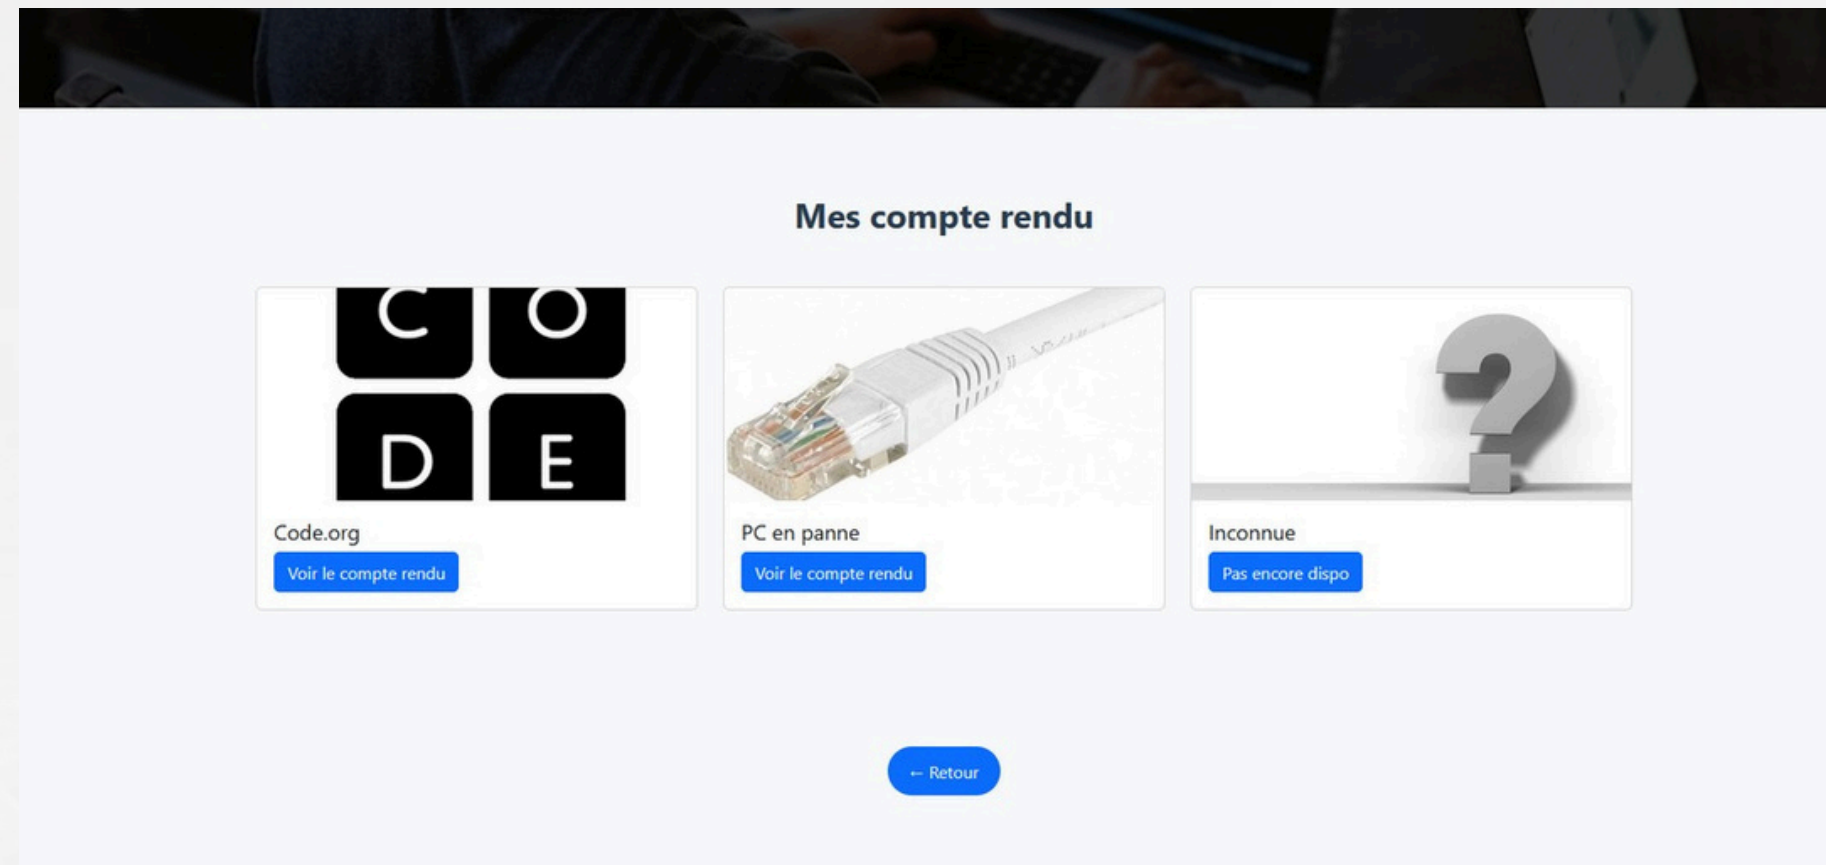 Mes compte rendu
C O
D E
Code.org
Voir le compte rendu
PC en panne
Voir le compte rendu
?
Inconnue
Pas encore dispo
← Retour